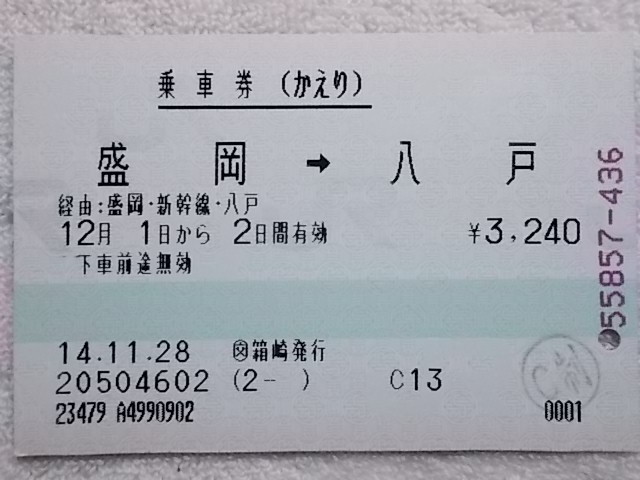 乗車券 (かえり)
盛岡 → 八戸
経由:盛岡・新幹線・八戸
12月 1日から 2日間有効 ¥3,240
下車前途無効
14.11.28 箱崎発行
20504602 (2- ) C13
23479 A4990902 0001
55857-436